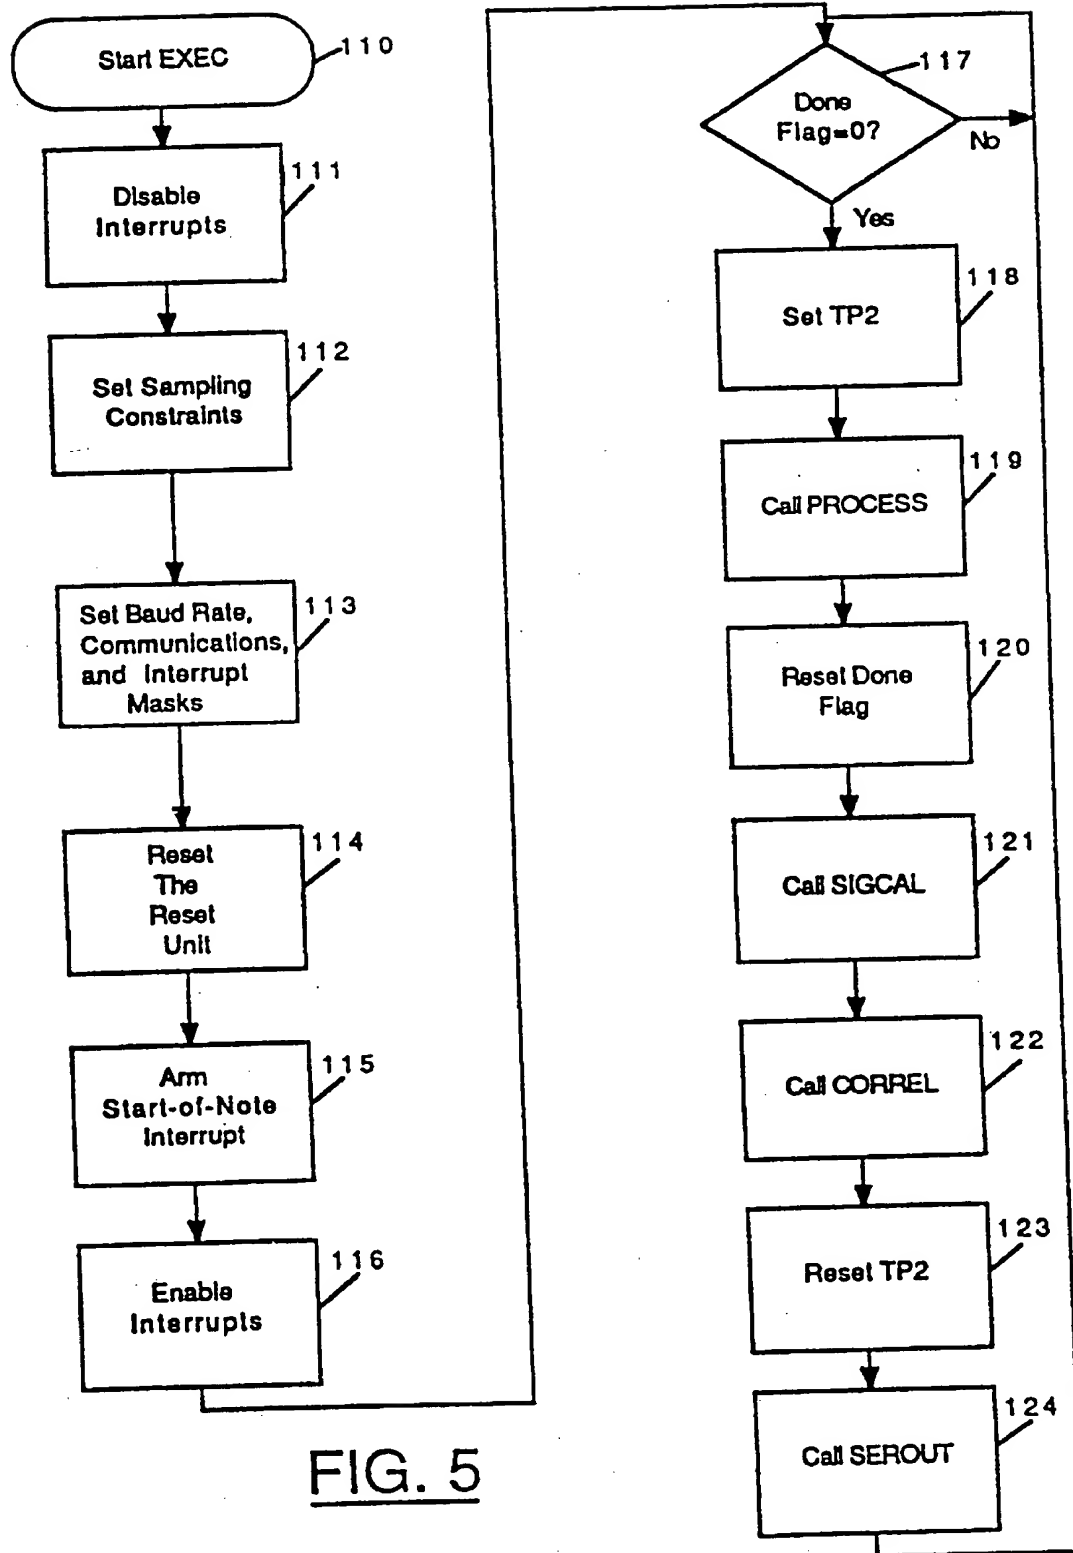 Start EXEC
110
Disable
Interrupts
111
Set Sampling
Constraints
112
Set Baud Rate,
Communications,
and Interrupt
Masks
113
Reset
The
Reset
Unit
114
Arm
Start-of-Note
Interrupt
115
Enable
Interrupts
116
Done
Flag=0?
117
No
Yes
Set TP2
118
Call PROCESS
119
Reset Done
Flag
120
Call SIGCAL
121
Call CORREL
122
Reset TP2
123
Call SEROUT
124
FIG. 5